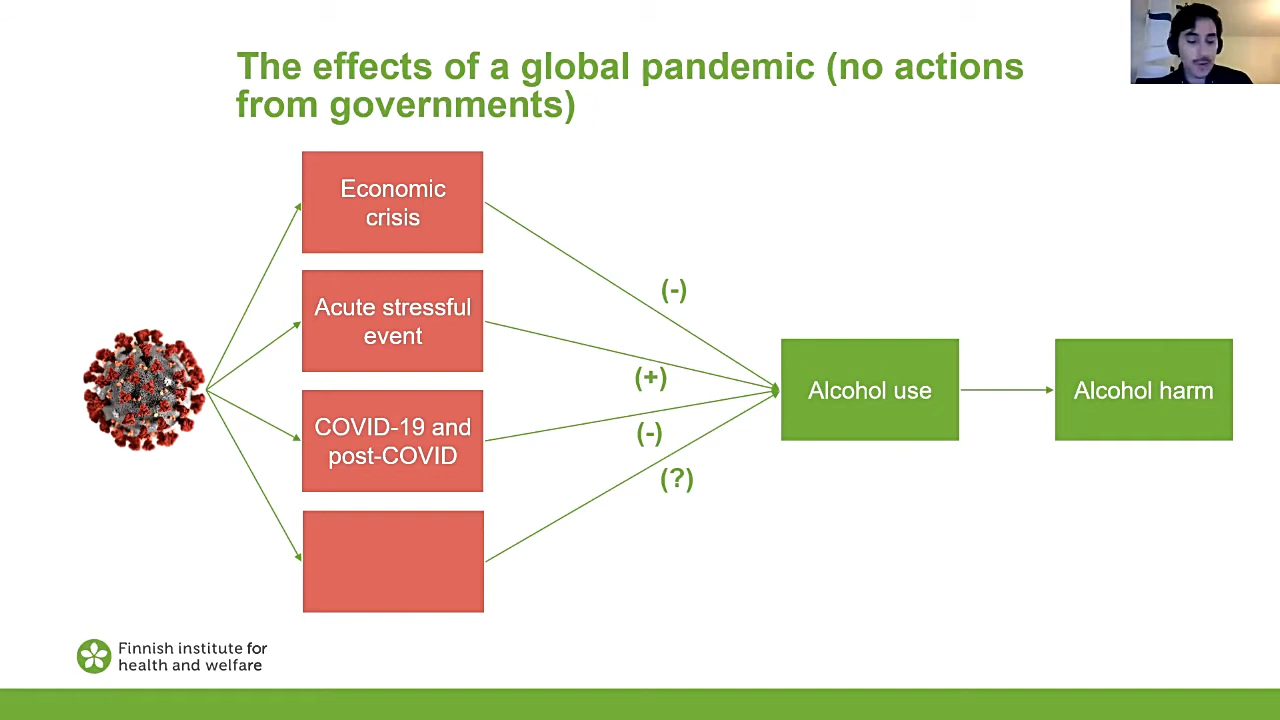 The effects of a global pandemic (no actions
from governments)
Economic
crisis
Acute stressful
event
COVID-19 and
post-COVID
(-)
(+)
(-)
(?)
Alcohol use
Alcohol harm
Finnish institute for
health and welfare